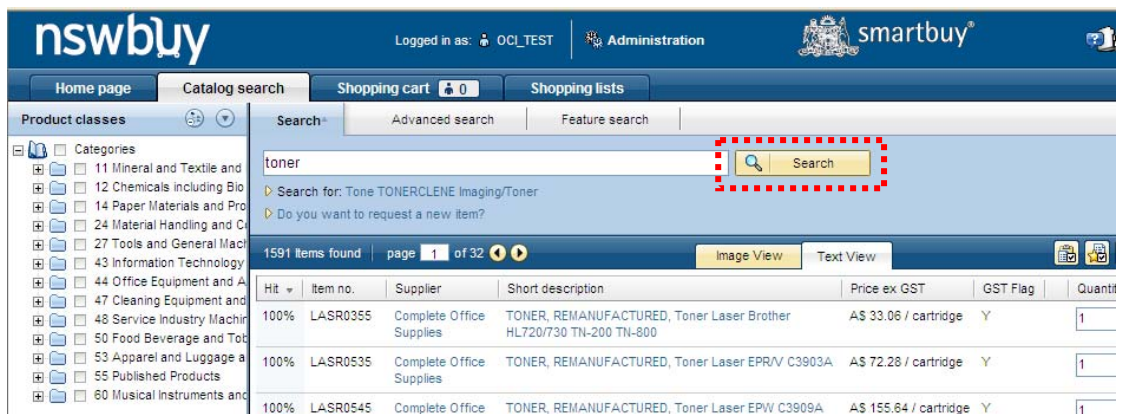 nswbuy
Logged in as: OCI_TEST
Administration
smartbuy®
Home page
Catalog search
Shopping cart 0
Shopping lists
Product classes
Search
Advanced search
Feature search
Categories
11 Mineral and Textile and
12 Chemicals including Bio
14 Paper Materials and Pro
24 Material Handling and Co
27 Tools and General Mach
43 Information Technology
44 Office Equipment and A
47 Cleaning Equipment and
48 Service Industry Machin
50 Food Beverage and Tob
53 Apparel and Luggage a
55 Published Products
60 Musical Instruments and
toner
Search
Search for: Tone TONERCLENE Imaging/Toner
Do you want to request a new item?
1591 Items found page 1 of 32
Image View
Text View
Hit Item no. Supplier Short description Price ex GST GST Flag Quantit
100% LASR0355 Complete Office TONER, REMANUFACTURED, Toner Laser Brother A$ 33.06 / cartridge Y 1
Supplies HL720/730 TN-200 TN-800
100% LASR0535 Complete Office TONER, REMANUFACTURED, Toner Laser EPR/V C3903A A$ 72.28 / cartridge Y 1
Supplies
100% LASR0545 Complete Office TONER, REMANUFACTURED, Toner Laser EPW C3909A A$ 155.64 / cartridge Y 1